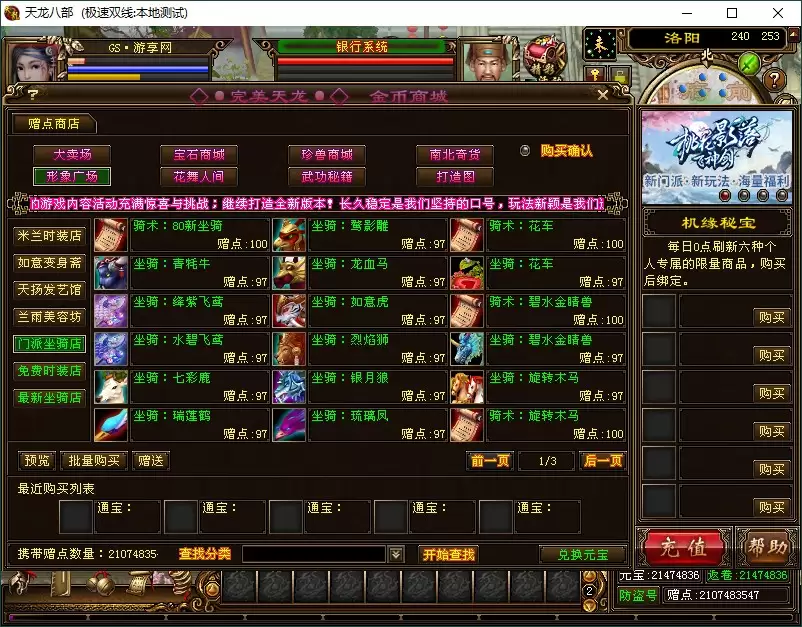 天龙八部 (极速双线:本地测试)
GS·游享网
银行系统
洛阳
240 253
北
未
完美天龙
金币商城
赠点商店
大卖场
宝石商城
珍兽商城
南北奇货
购买确认
形象广场
花舞人间
武功秘籍
打造图
的游戏内容活动充满惊喜与挑战；继续打造全新版本！长久稳定是我们坚持的口号，玩法新颖是我们
米兰时装店
如意变身斋
天扬发艺馆
兰雨美容坊
门派坐骑店
免费时装店
最新坐骑店
骑术：80新坐骑
赠点:100
坐骑：鹫影雕
赠点:97
骑术：花车
赠点:100
坐骑：青牦牛
赠点:97
坐骑：龙血马
赠点:97
坐骑：花车
赠点:97
坐骑：绛紫飞鸢
赠点:97
坐骑：如意虎
赠点:97
骑术：碧水金睛兽
赠点:100
坐骑：水碧飞鸢
赠点:97
坐骑：烈焰狮
赠点:97
坐骑：碧水金睛兽
赠点:97
坐骑：七彩鹿
赠点:97
坐骑：银月狼
赠点:97
坐骑：旋转木马
赠点:97
坐骑：瑞莲鹤
赠点:97
坐骑：琉璃凤
赠点:97
骑术：旋转木马
赠点:100
预览
批量购买
赠送
前一页
1/3
后一页
最近购买列表
通宝：
通宝：
通宝：
通宝：
通宝：
携带赠点数量：21074835
查找分类
开始查找
兑换元宝
桃花影落
新门派·新玩法·海量福利
机缘秘宝
每日0点刷新六种个
人专属的限量商品，购买
后绑定。
购买
购买
购买
购买
购买
购买
充值
帮助
元宝:21474836
返卷:21474836
防盗号
赠点:2107483547
2